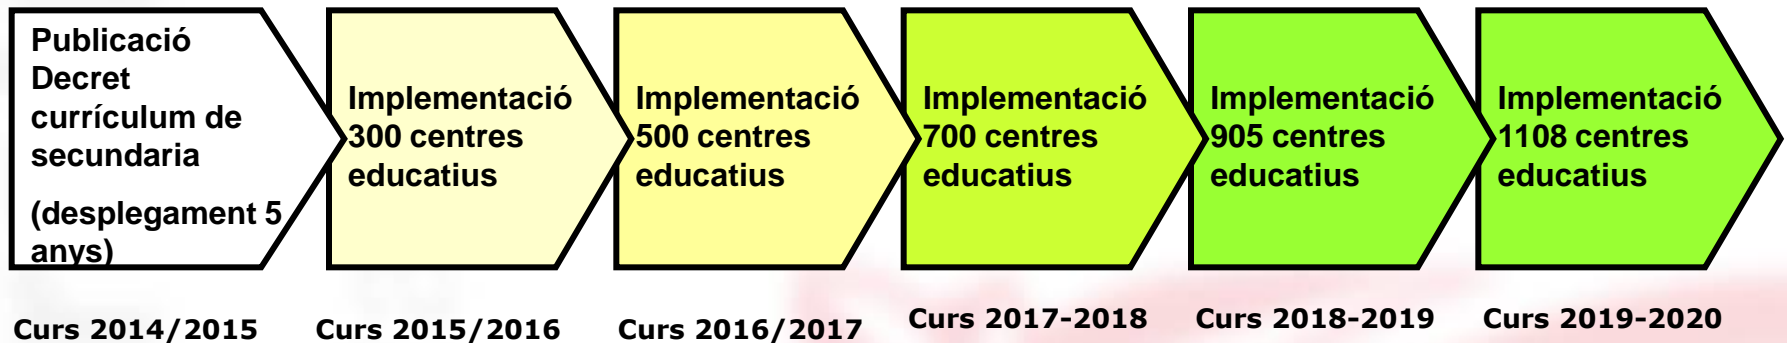 Publicació
Decret
currículum de
secundaria
(desplegament 5
anys)
Implementació
300 centres
educatius
Implementació
500 centres
educatius
Implementació
700 centres
educatius
Implementació
905 centres
educatius
Implementació
1108 centres
educatius
Curs 2014/2015
Curs 2015/2016
Curs 2016/2017
Curs 2017-2018
Curs 2018-2019
Curs 2019-2020